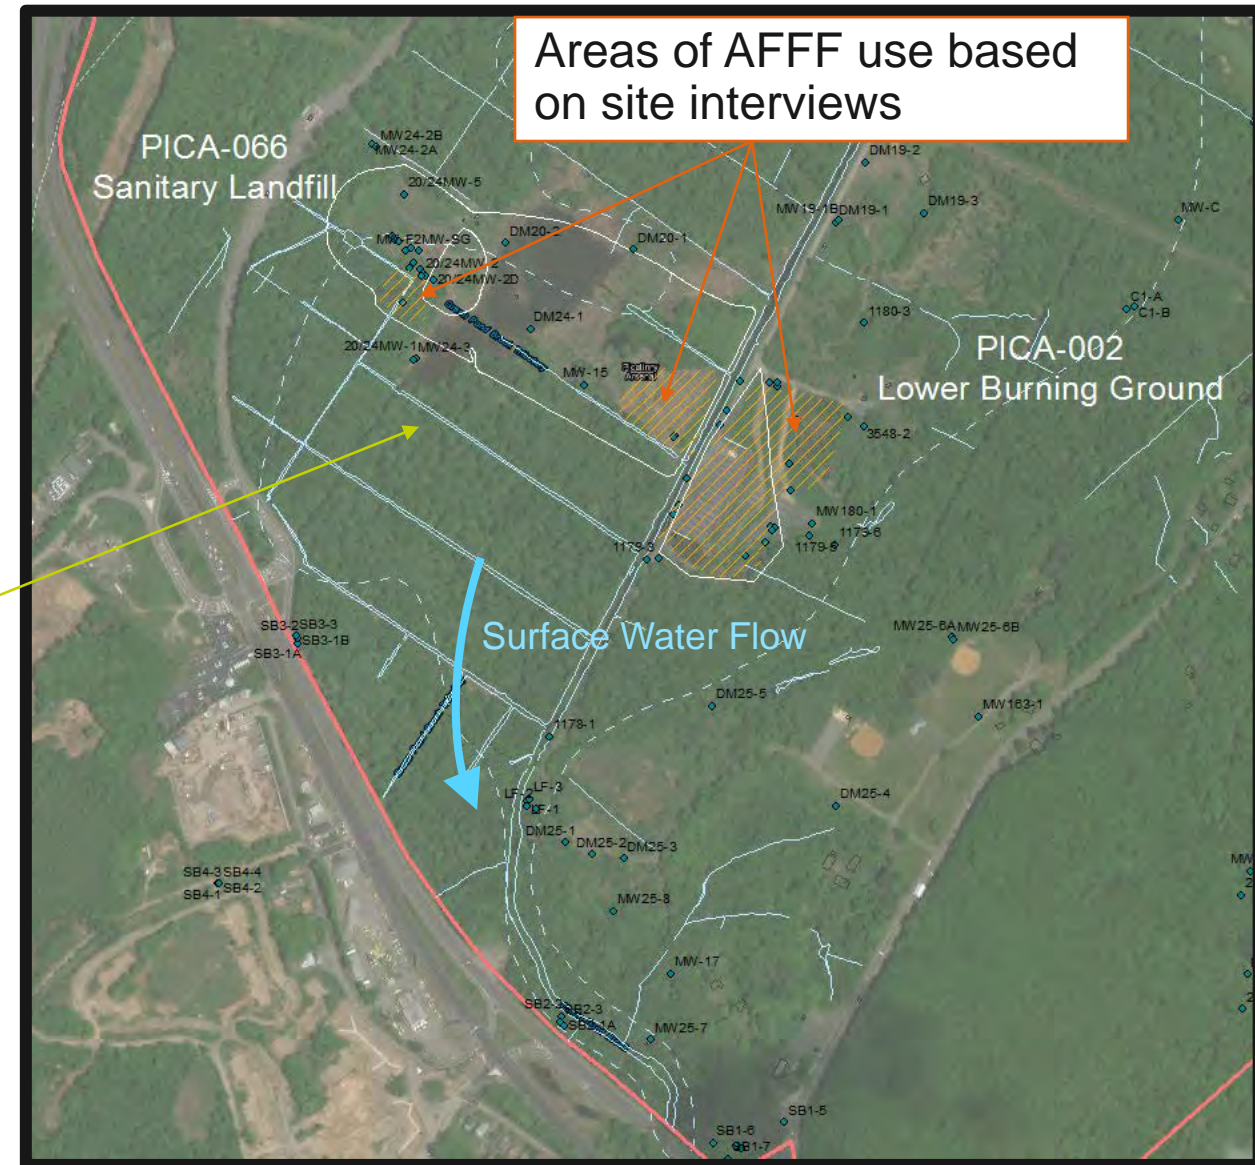 Areas of AFFF use based
on site interviews
PICA-066
Sanitary Landfill
MW24-2B
MW24-2A
20/24MW-5
DM19-2
DM19-3
MW19-1B
DM19-1
MW-C
DM20-2
DM20-1
20/24MW-2
20/24MW-2D
C1-A
C1-B
1180-3
PICA-002
Lower Burning Ground
DM24-1
20/24MW-1
MW24-3
MW-15
Picatinny
Arsenal
3548-2
MW180-1
1179-3
Surface Water Flow
SB3-2
SB3-3
SB3-1B
SB3-1A
MW25-6A
MW25-6B
DM25-5
MW163-1
1178-1
LF-3
LF-2
LF-1
DM25-4
DM25-1
DM25-2
DM25-3
SB4-3
SB4-4
SB4-1
SB4-2
MW25-8
MW-17
MW25-7
SB1-5
SB1-6
SB1-7